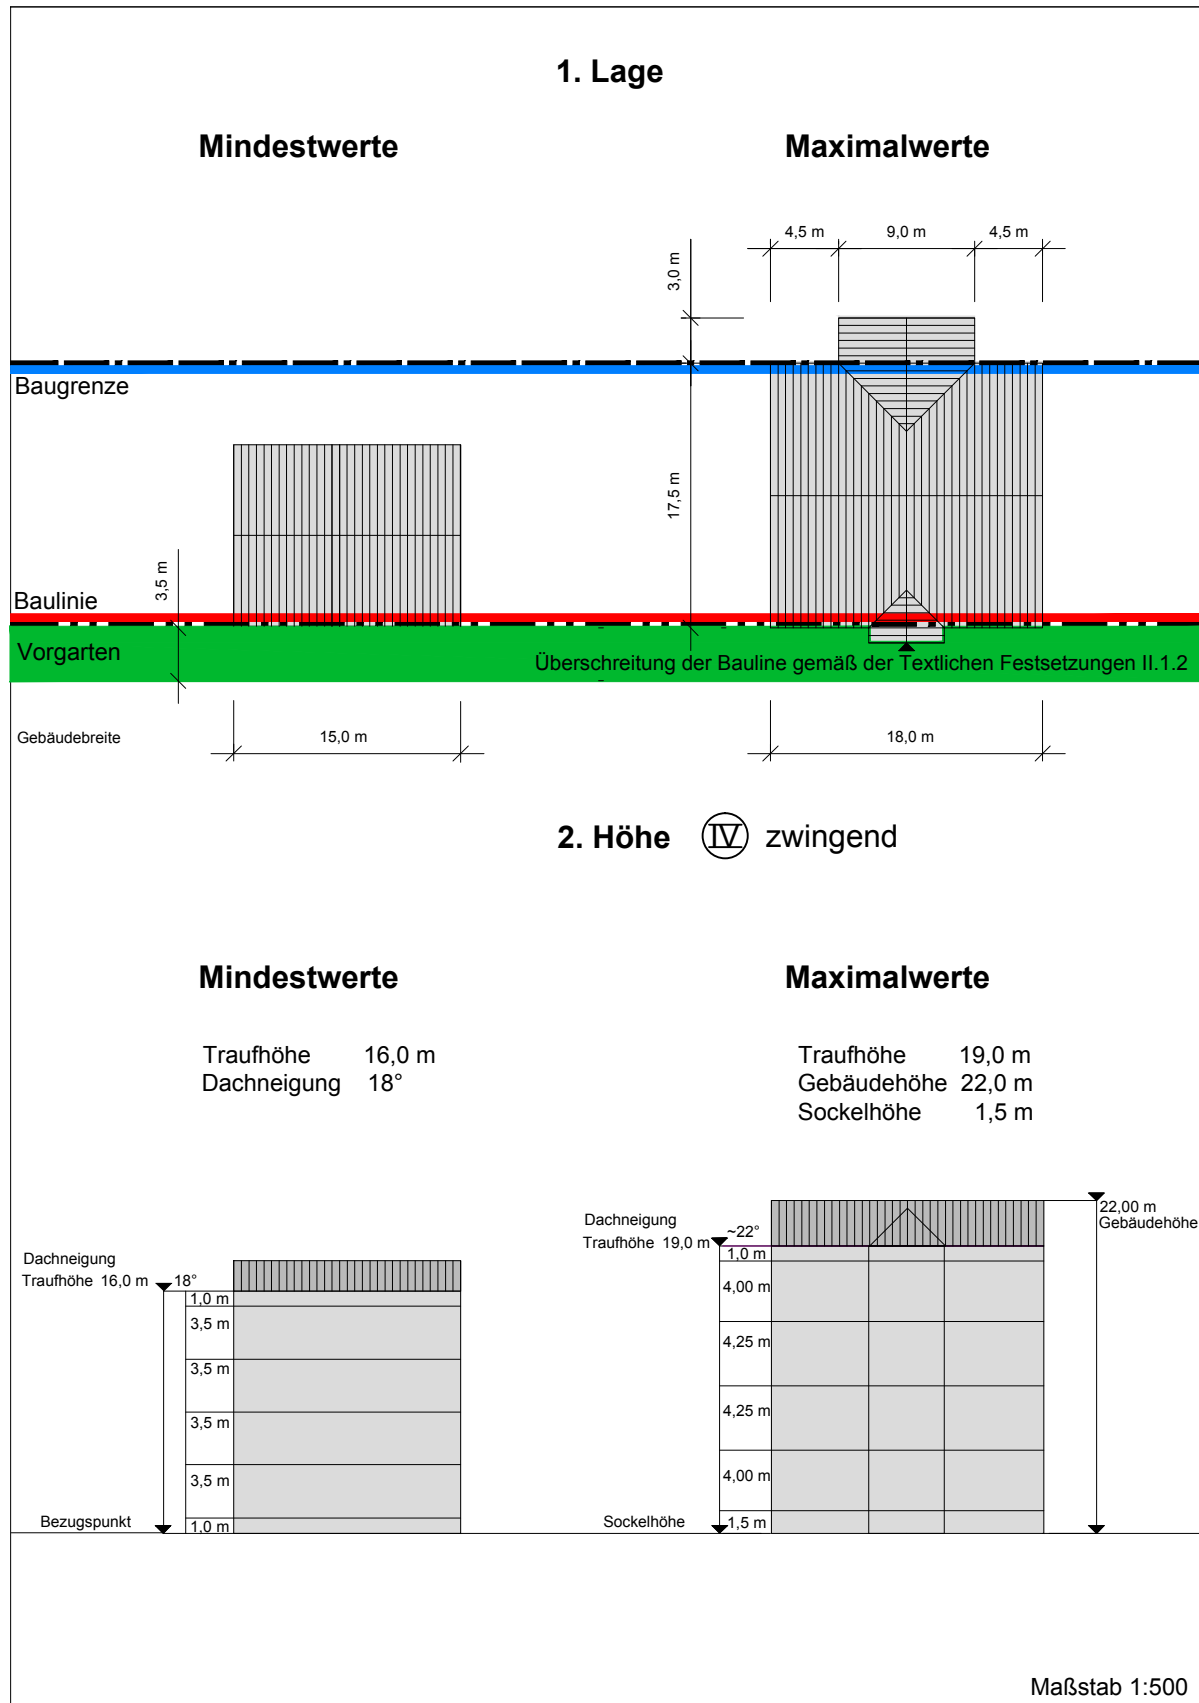 1. Lage
Mindestwerte
Maximalwerte
4,5 m
9,0 m
4,5 m
3,0 m
Baugrenze
17,5 m
3,5 m
Baulinie
Vorgarten
Überschreitung der Bauline gemäß der Textlichen Festsetzungen II.1.2
Gebäudebreite
15,0 m
18,0 m
2. Höhe IV zwingend
Mindestwerte
Maximalwerte
Traufhöhe 16,0 m
Dachneigung 18°
Traufhöhe 19,0 m
Gebäudehöhe 22,0 m
Sockelhöhe 1,5 m
Dachneigung
Traufhöhe 16,0 m 18°
1,0 m
3,5 m
3,5 m
3,5 m
3,5 m
Bezugspunkt
1,0 m
Dachneigung ~22°
Traufhöhe 19,0 m
22,00 m
Gebäudehöhe
1,0 m
4,00 m
4,25 m
4,25 m
4,00 m
Sockelhöhe
1,5 m
Maßstab 1:500